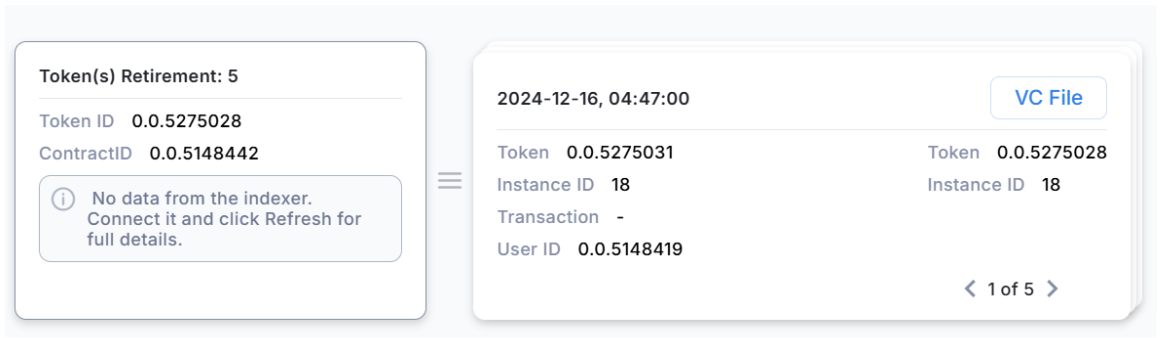 Token(s) Retirement: 5
Token ID 0.0.5275028
ContractID 0.0.5148442
No data from the indexer.
Connect it and click Refresh for
full details.
2024-12-16, 04:47:00
VC File
Token 0.0.5275031
Token 0.0.5275028
Instance ID 18
Instance ID 18
Transaction -
User ID 0.0.5148419
1 of 5